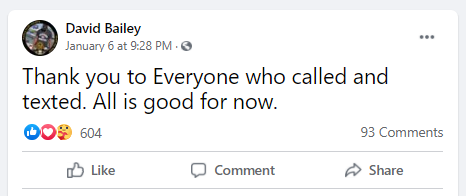 David Bailey
January 6 at 9:28 PM ·
Thank you to Everyone who called and
texted. All is good for now.
604 93 Comments
Like Comment Share